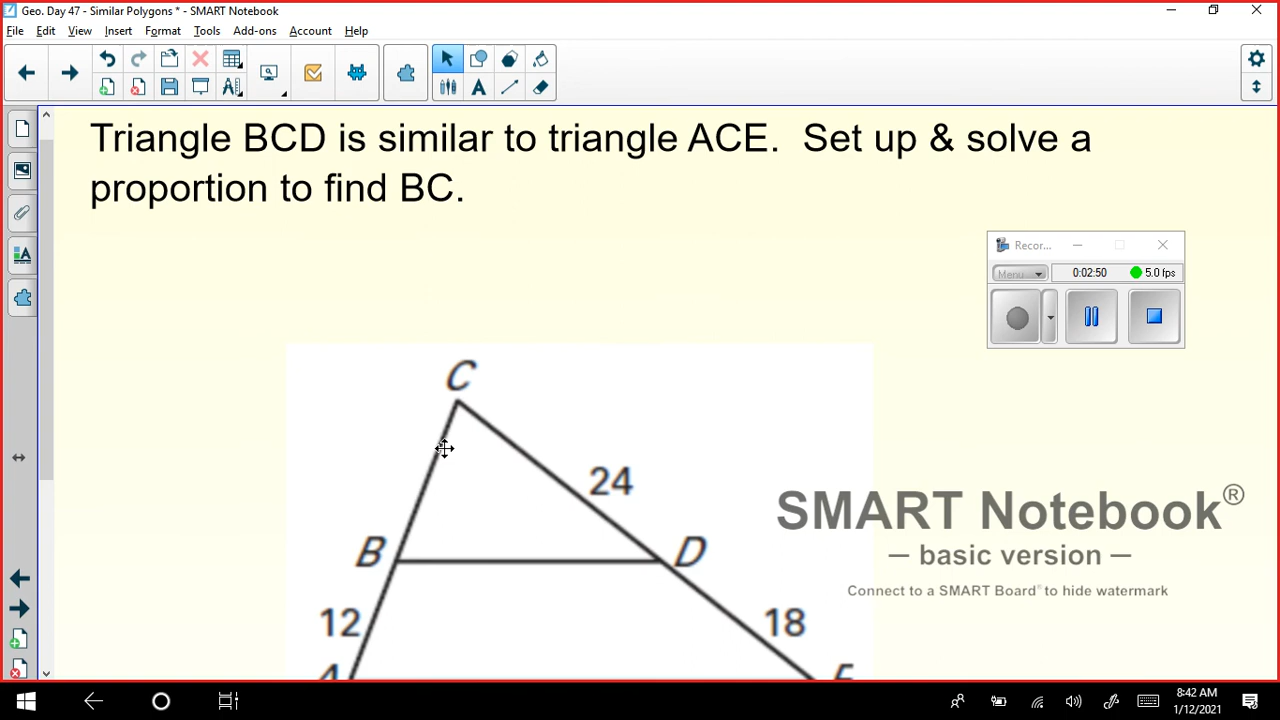 Geo. Day 47 - Similar Polygons * - SMART Notebook
File Edit View Insert Format Tools Add-ons Account Help
Triangle BCD is similar to triangle ACE. Set up & solve a
proportion to find BC.
Recor...
Menu 0:02:50 5.0 fps
C
24
SMART Notebook®
— basic version —
Connect to a SMART Board® to hide watermark
B
D
12
18
A
E
8:42 AM
1/12/2021